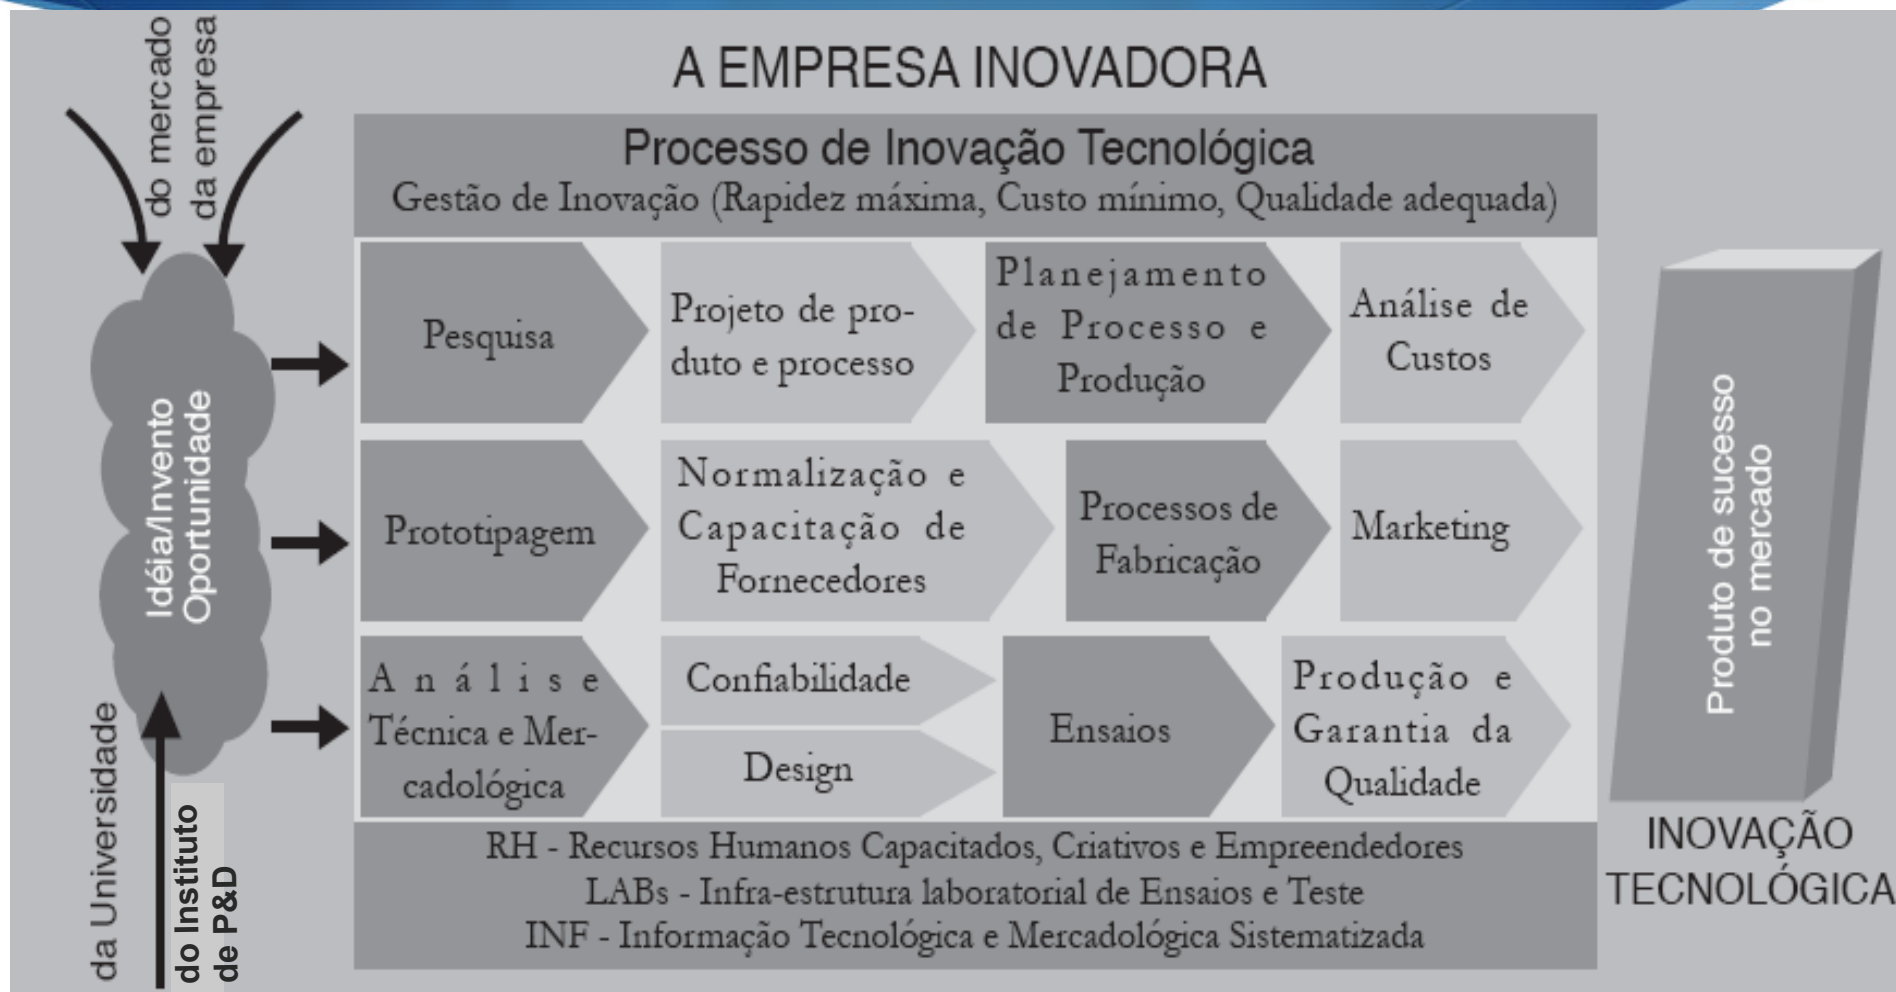 A EMPRESA INOVADORA
do mercado
da empresa
Processo de Inovação Tecnológica
Gestão de Inovação (Rapidez máxima, Custo mínimo, Qualidade adequada)
Idéia/Invento
Oportunidade
Pesquisa
Projeto de pro-
duto e processo
Planejamento
de Processo e
Produção
Análise de
Custos
Prototipagem
Normalização e
Capacitação de
Fornecedores
Processos de
Fabricação
Marketing
Análise
Técnica e Mer-
cadológica
Confiabilidade
Design
Ensaios
Produção e
Garantia da
Qualidade
Produto de sucesso
no mercado
da Universidade
do Instituto
de P&D
RH - Recursos Humanos Capacitados, Criativos e Empreendedores
LABs - Infra-estrutura laboratorial de Ensaios e Teste
INF - Informação Tecnológica e Mercadológica Sistematizada
INOVAÇÃO
TECNOLÓGICA